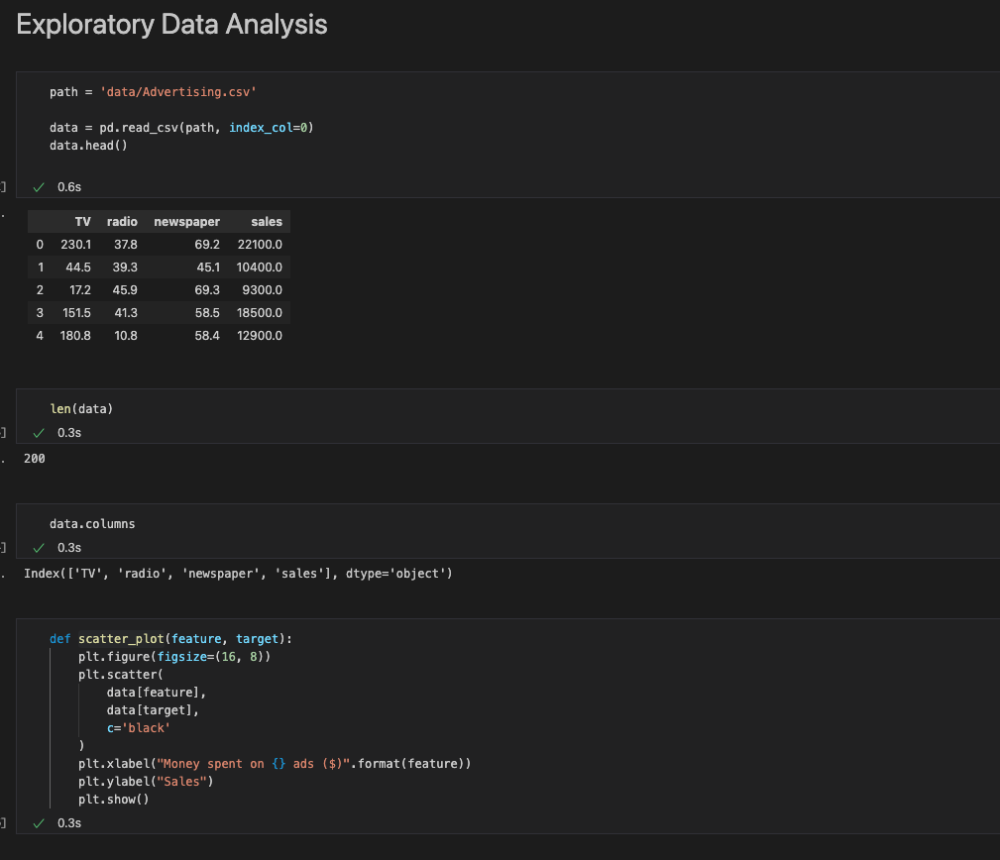 Exploratory Data Analysis
path = 'data/Advertising.csv'
data = pd.read_csv(path, index_col=0)
data.head()
]
✓ 0.6s
.
TV radio newspaper sales
0 230.1 37.8 69.2 22100.0
1 44.5 39.3 45.1 10400.0
2 17.2 45.9 69.3 9300.0
3 151.5 41.3 58.5 18500.0
4 180.8 10.8 58.4 12900.0
len(data)
]
✓ 0.3s
.
200
data.columns
]
✓ 0.3s
.
Index(['TV', 'radio', 'newspaper', 'sales'], dtype='object')
def scatter_plot(feature, target):
    plt.figure(figsize=(16, 8))
    plt.scatter(
        data[feature],
        data[target],
        c='black'
    )
    plt.xlabel("Money spent on {} ads ($)".format(feature))
    plt.ylabel("Sales")
    plt.show()
]
✓ 0.3s